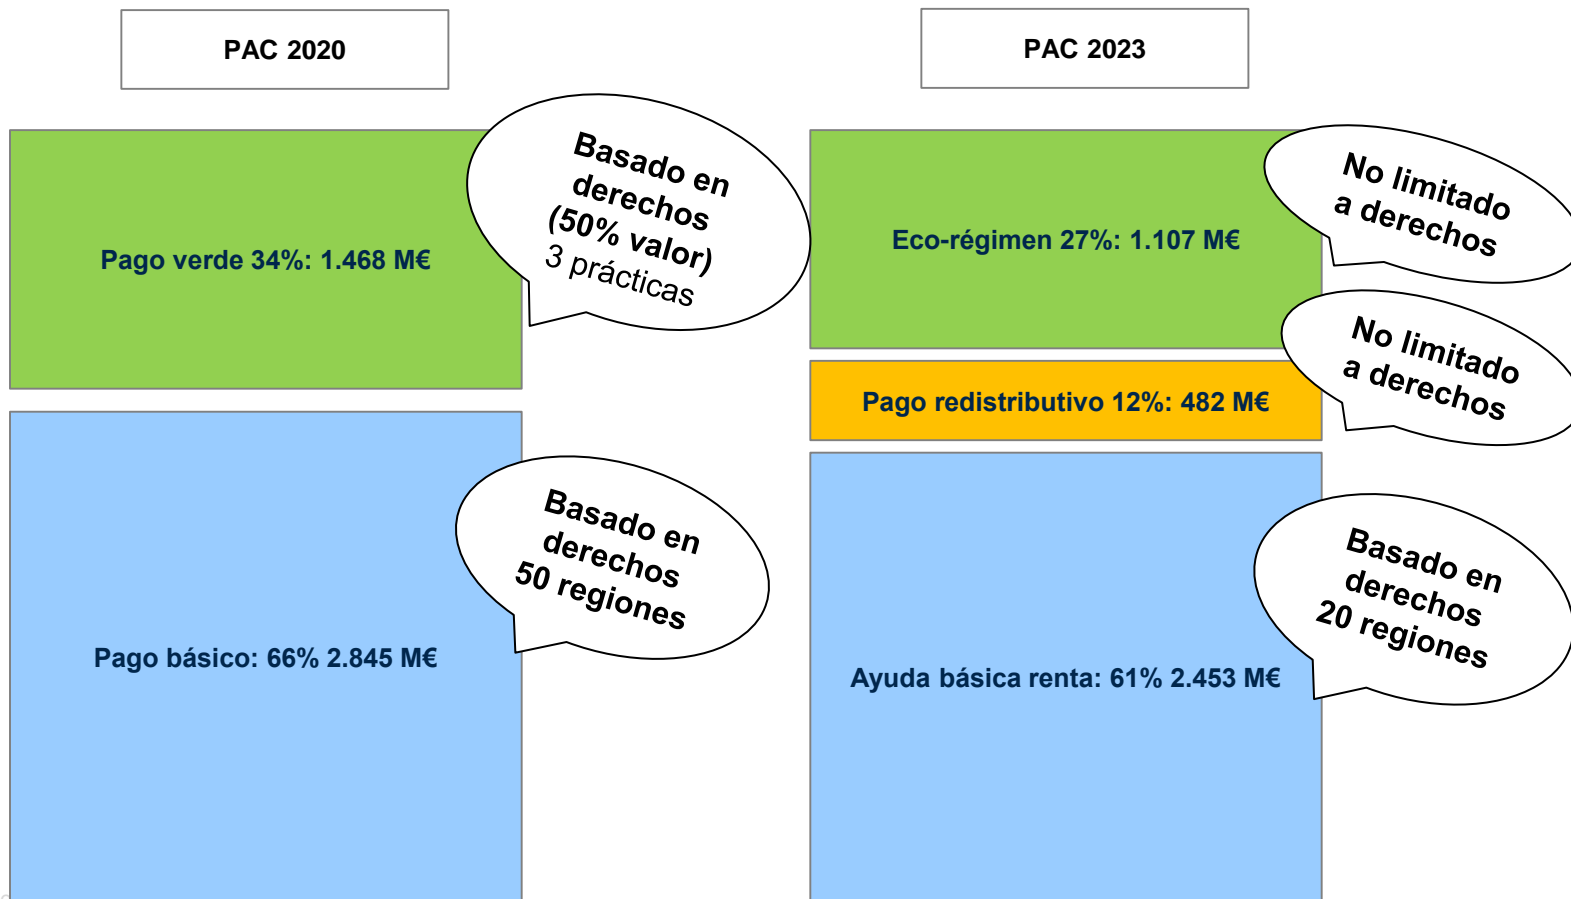 PAC 2020
Pago verde 34%: 1.468 M€
Basado en
derechos
(50% valor)
3 prácticas
Pago básico: 66% 2.845 M€
Basado en
derechos
50 regiones
PAC 2023
Eco-régimen 27%: 1.107 M€
No limitado
a derechos
Pago redistributivo 12%: 482 M€
No limitado
a derechos
Ayuda básica renta: 61% 2.453 M€
Basado en
derechos
20 regiones